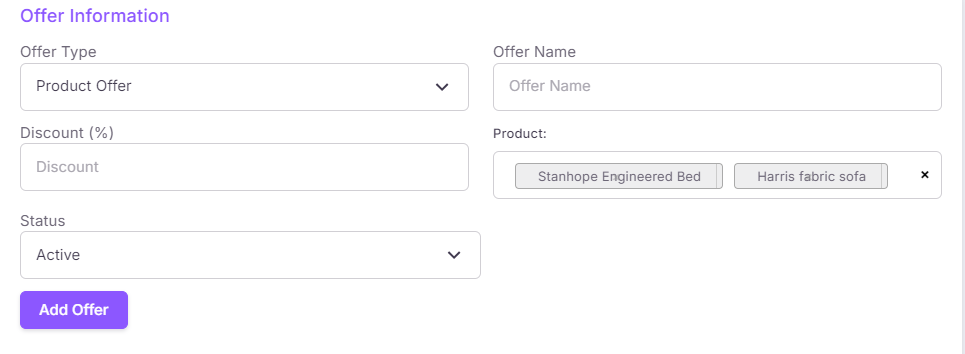 Offer Information
Offer Type
Offer Name
Product Offer
Offer Name
Discount (%)
Product:
Discount
Stanhope Engineered Bed
Harris fabric sofa
×
Status
Active
Add Offer